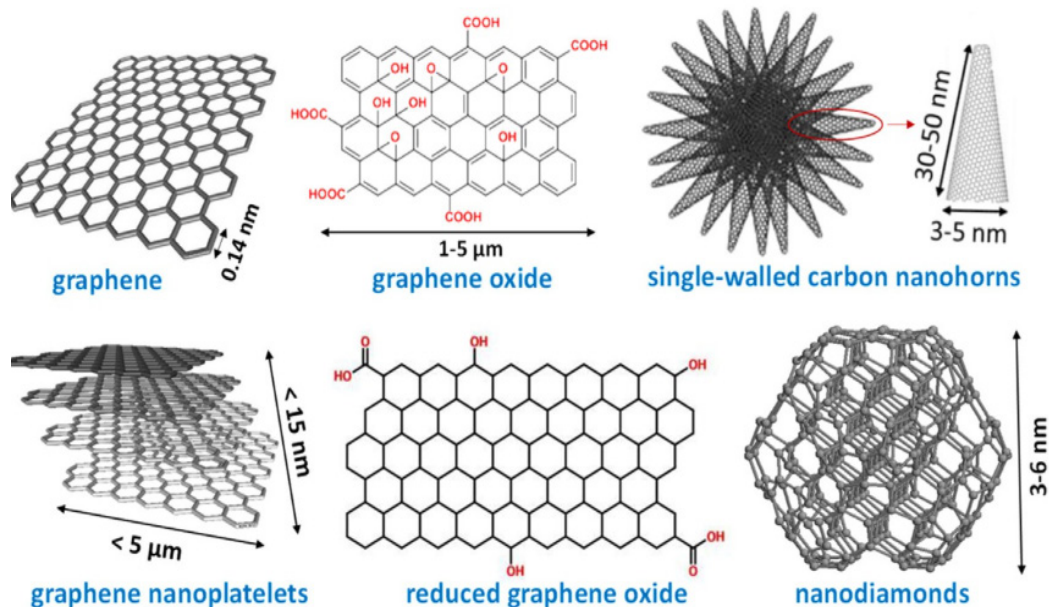 COOH
COOH
OH
O
O
OH
OH
HOOC
O
OH
HOOC
COOH
0.14 nm
1-5 µm
30-50 nm
3-5 nm
graphene
graphene oxide
single-walled carbon nanohorns
O
HO
OH
OH
< 15 nm
< 5 µm
OH
OH
O
3-6 nm
graphene nanoplatelets
reduced graphene oxide
nanodiamonds